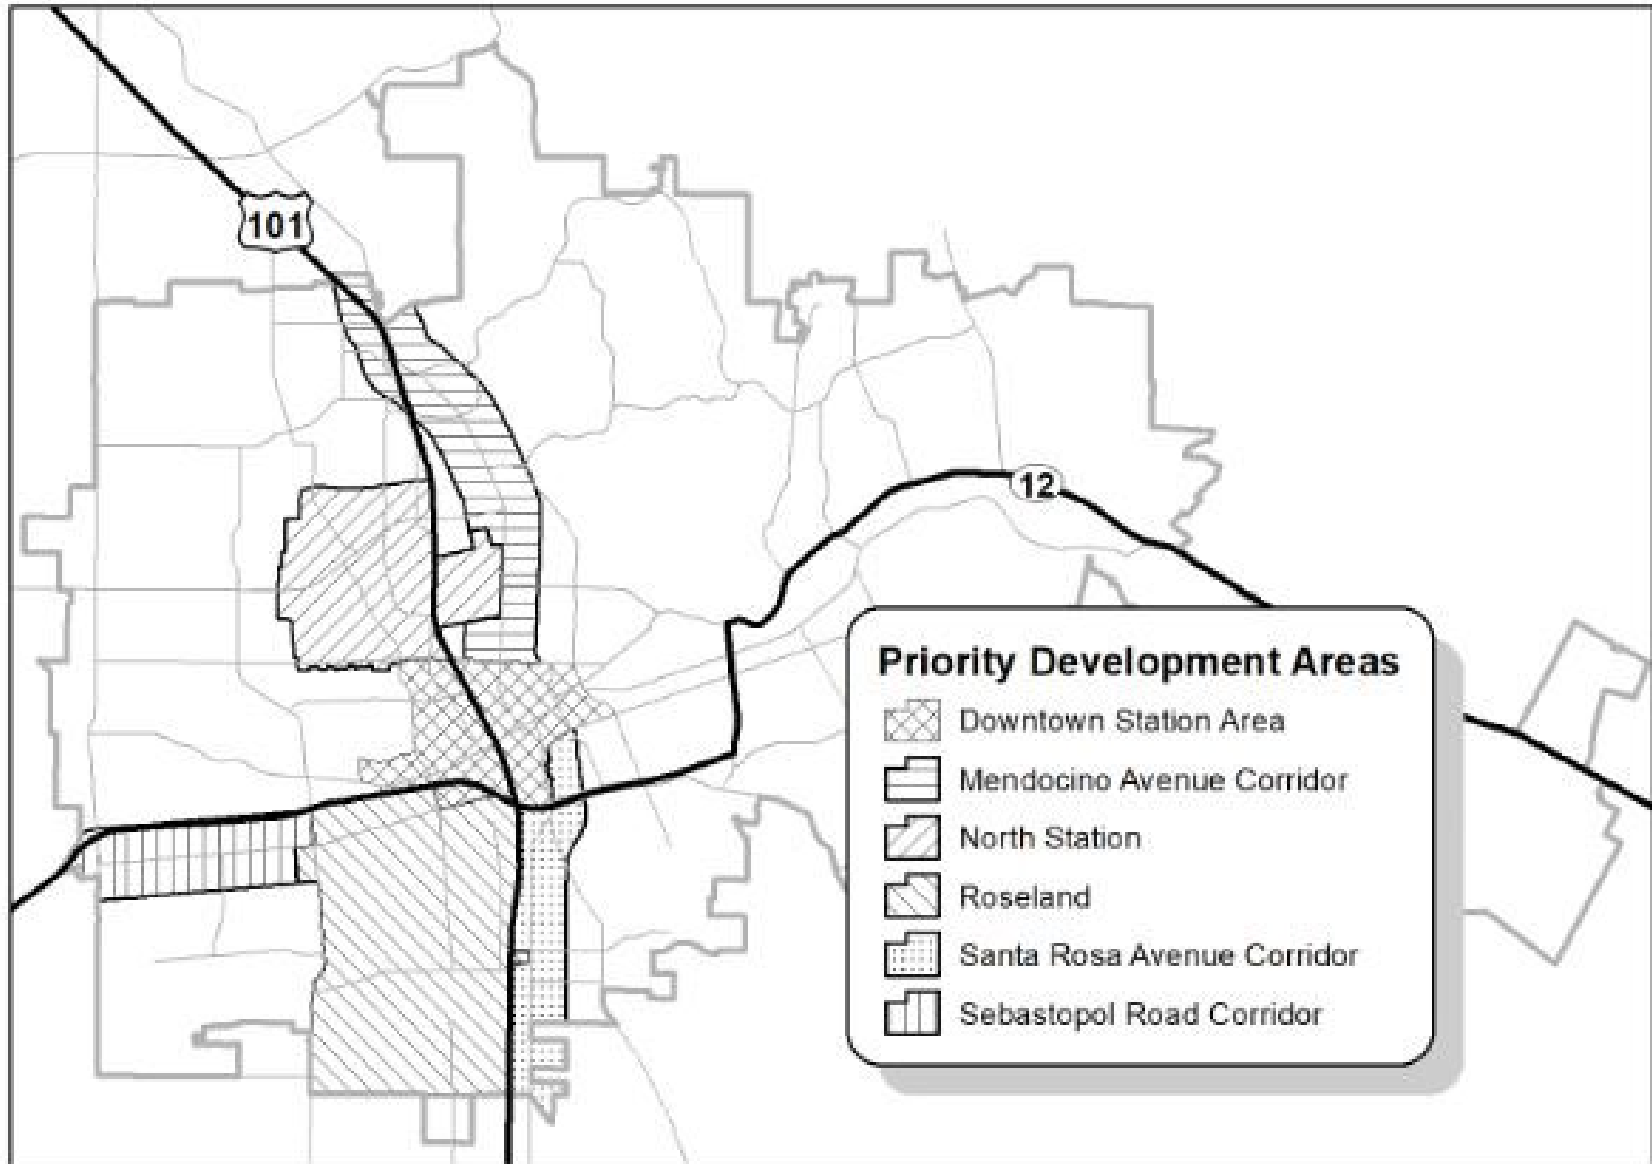 101
12
Priority Development Areas
Downtown Station Area
Mendocino Avenue Corridor
North Station
Roseland
Santa Rosa Avenue Corridor
Sebastopol Road Corridor